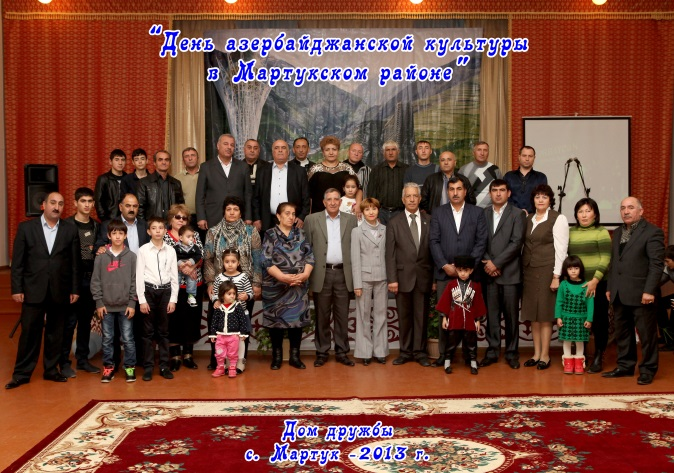 “День азербайджанской культуры
в Мартукском районе”
Дом дружбы
с. Мартук -2013 г.